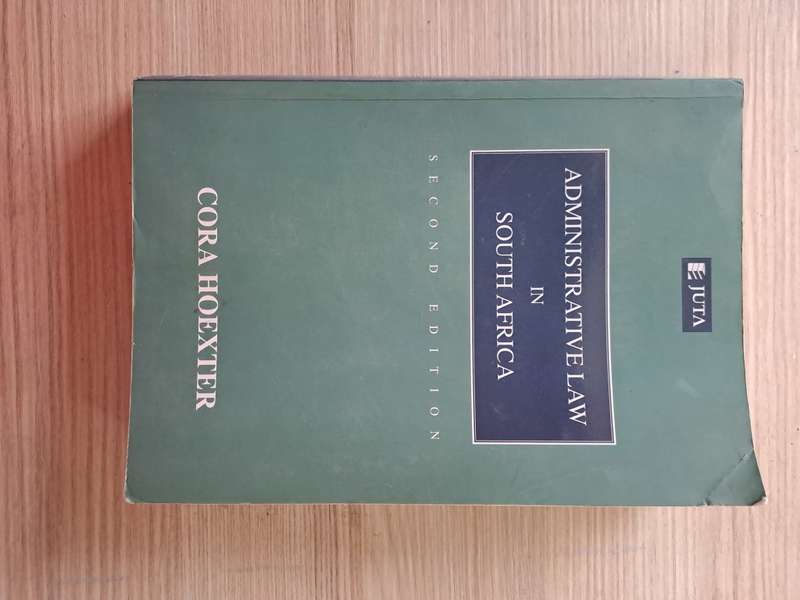 JUTA
ADMINISTRATIVE LAW
IN
SOUTH AFRICA
SECOND EDITION
CORA HOEXTER